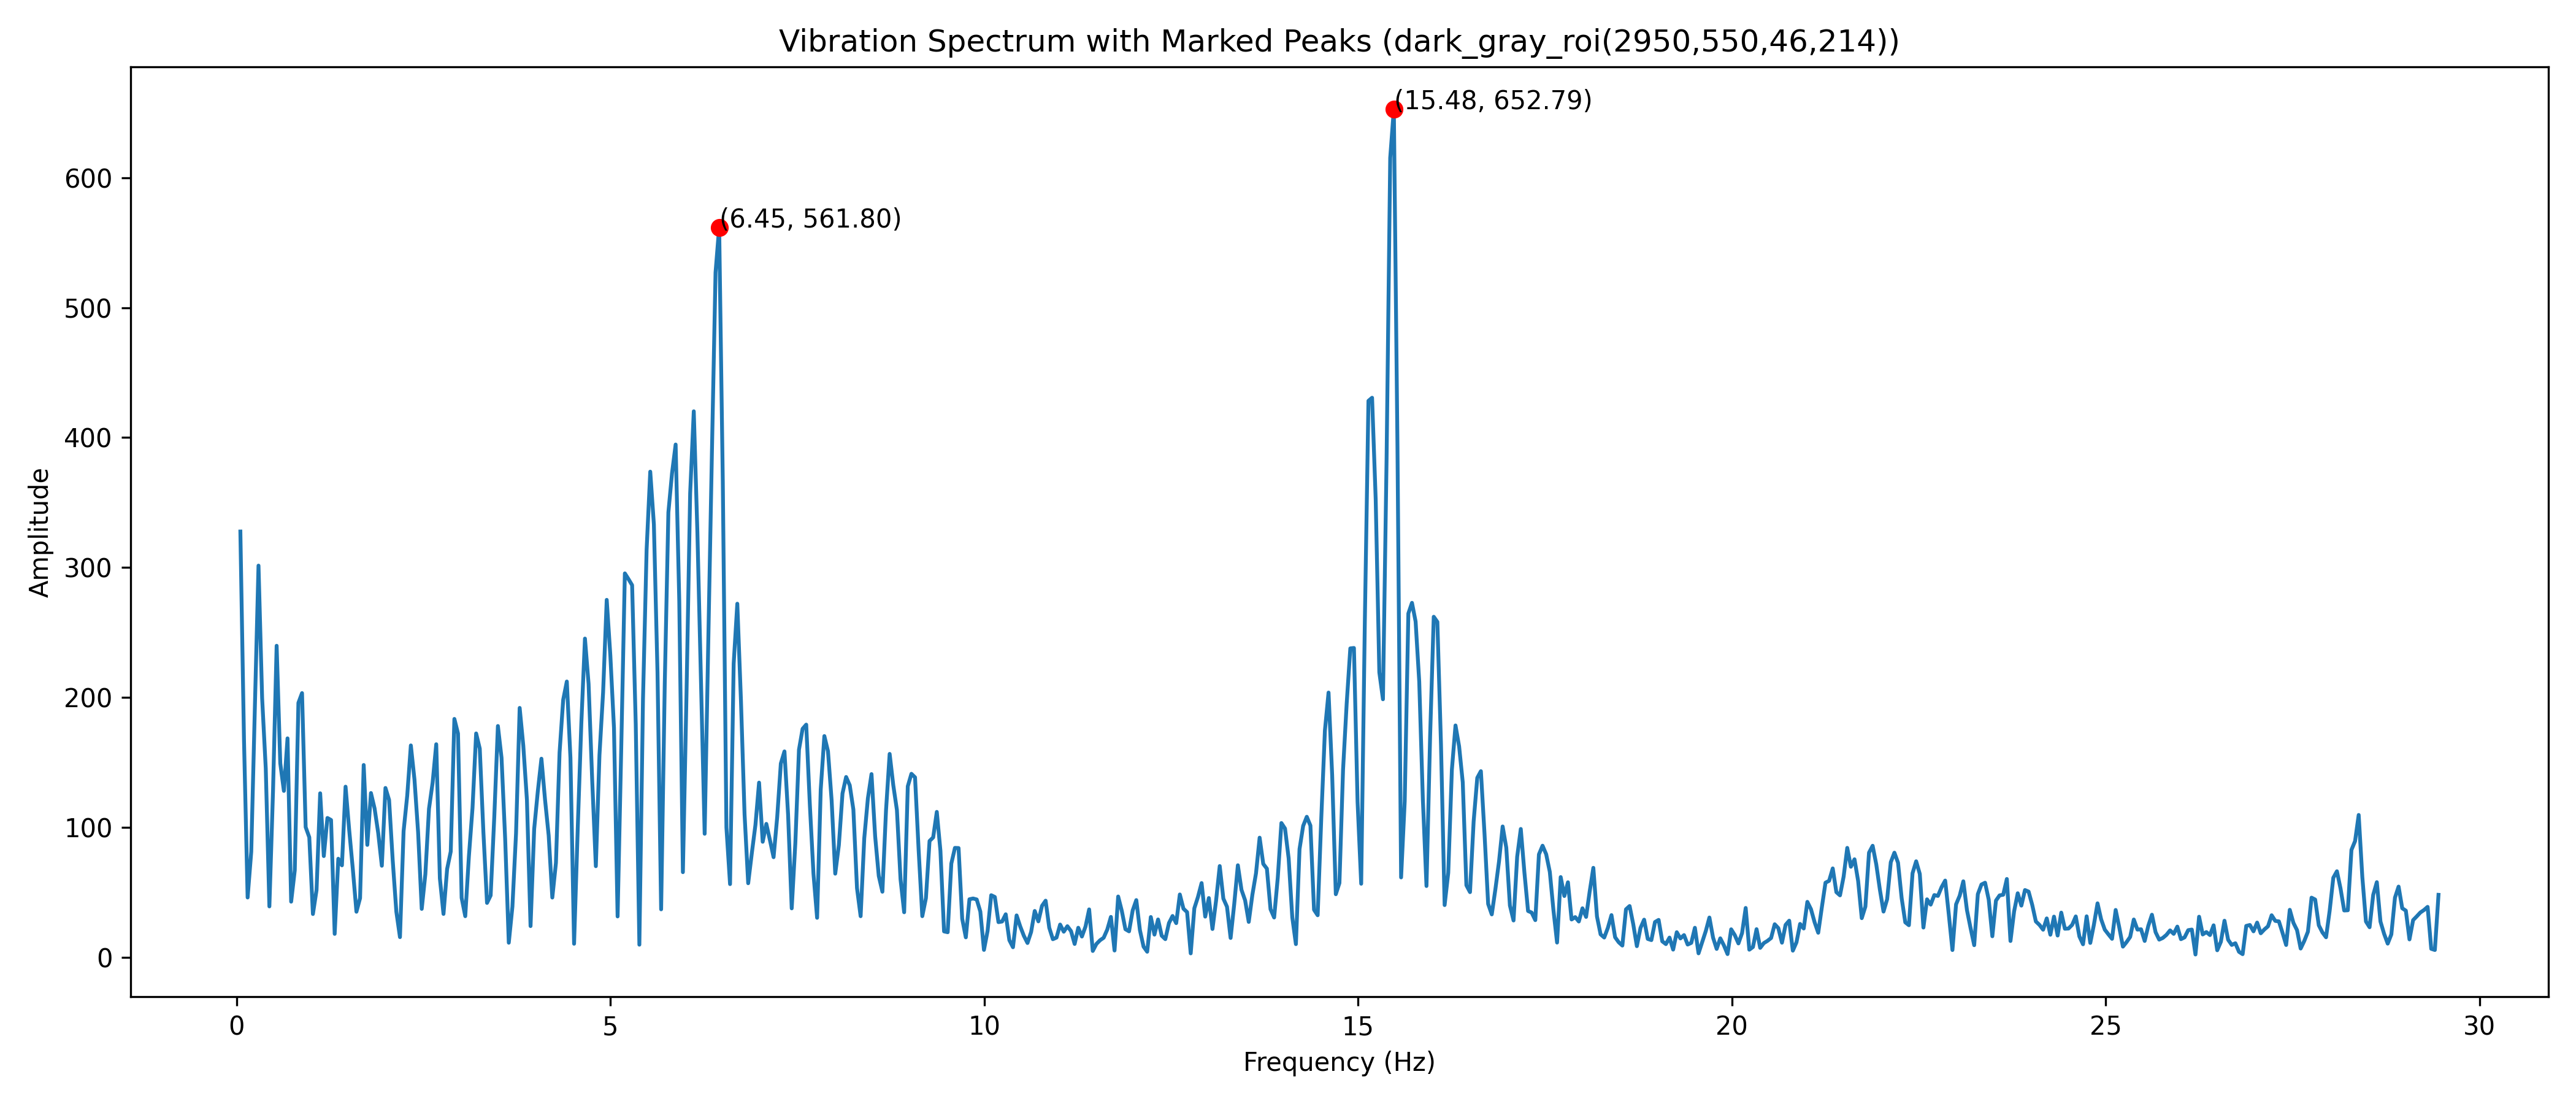 Vibration Spectrum with Marked Peaks (dark_gray_roi(2950,550,46,214))
(15.48, 652.79)
(6.45, 561.80)
Amplitude
600
500
400
300
200
100
0
0 5 10 15 20 25 30
Frequency (Hz)